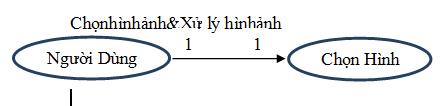 Chọnhìnhảnh&Xử lý hìnhảnh
1 1
Người Dùng Chọn Hình